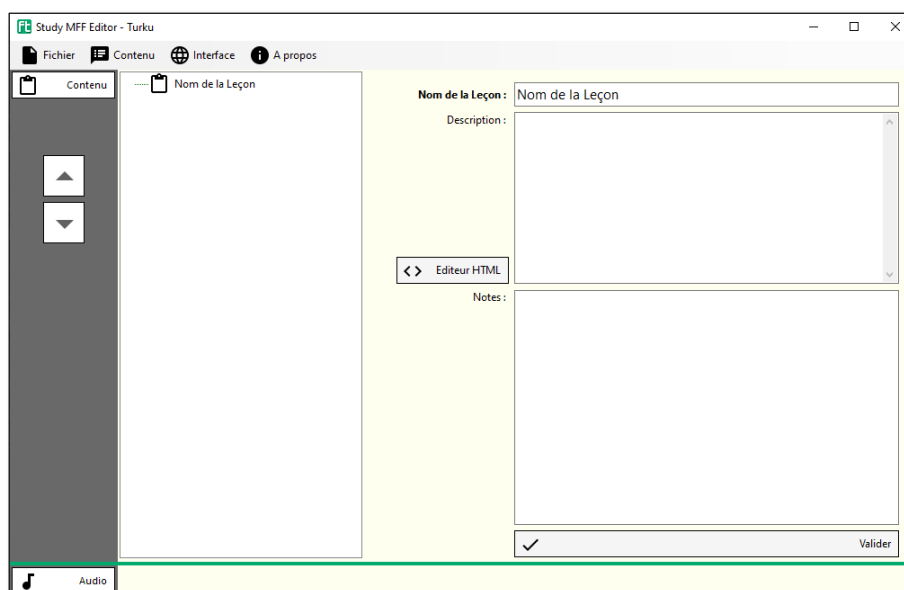 Study MFF Editor - Turku
Fichier Contenu Interface A propos
Contenu
Nom de la Leçon
Nom de la Leçon : Nom de la Leçon
Description :
Editeur HTML
Notes :
Valider
Audio